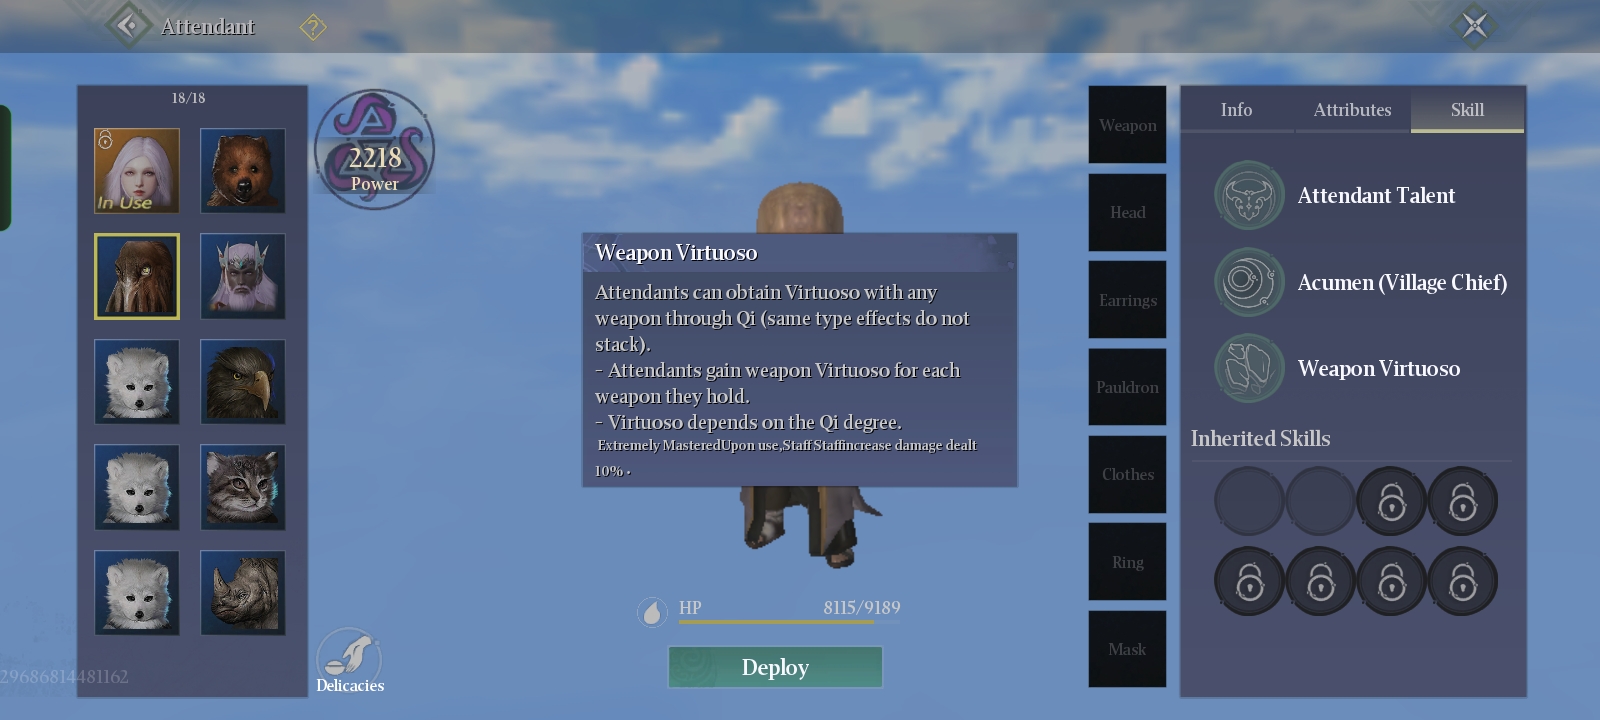 Attendant
?
18/18
In Use
2218
Power
Weapon Virtuoso
Attendants can obtain Virtuoso with any
weapon through Qi (same type effects do not
stack).
- Attendants gain weapon Virtuoso for each
weapon they hold.
- Virtuoso depends on the Qi degree.
Extremely MasteredUpon use,Staff Staffincrease damage dealt
10% .
HP 8115/9189
Deploy
Delicacies
29686814481162
Weapon
Head
Earrings
Pauldron
Clothes
Ring
Mask
Info Attributes Skill
Attendant Talent
Acumen (Village Chief)
Weapon Virtuoso
Inherited Skills